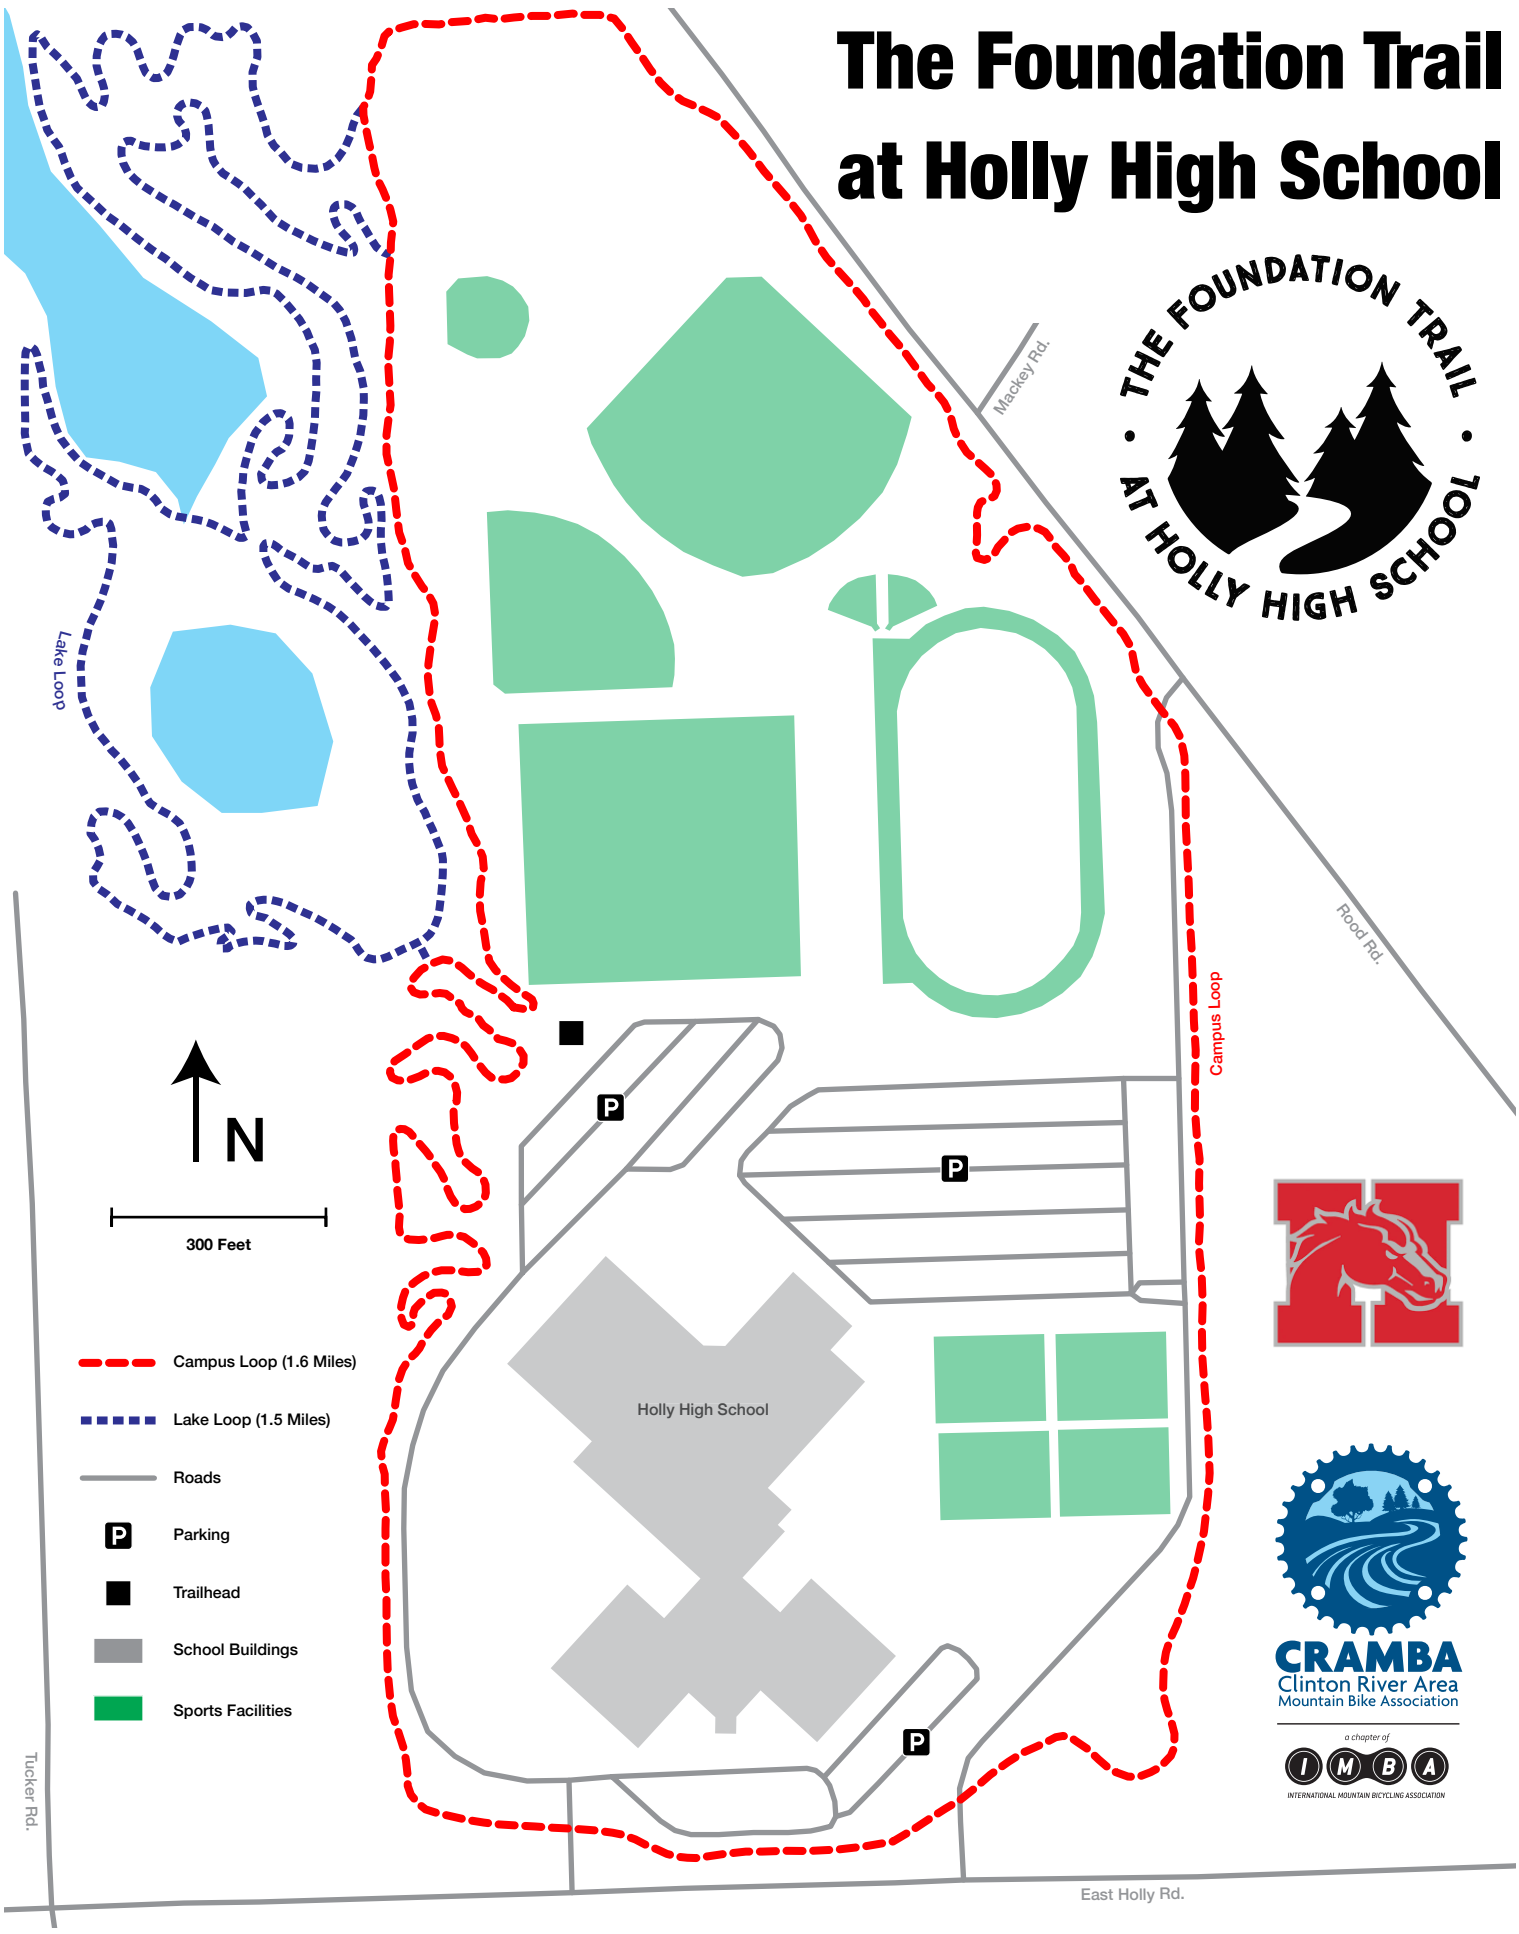 The Foundation Trail
at Holly High School
THE FOUNDATION TRAIL
• AT HOLLY HIGH SCHOOL •
Mackey Rd.
Lake Loop
Rood Rd.
Campus Loop
N
300 Feet
P
P
Holly High School
Campus Loop (1.6 Miles)
Lake Loop (1.5 Miles)
Roads
P
Parking
Trailhead
School Buildings
Sports Facilities
P
H
CRAMBA
Clinton River Area
Mountain Bike Association
a chapter of
IMBA
INTERNATIONAL MOUNTAIN BICYCLING ASSOCIATION
Tucker Rd.
East Holly Rd.